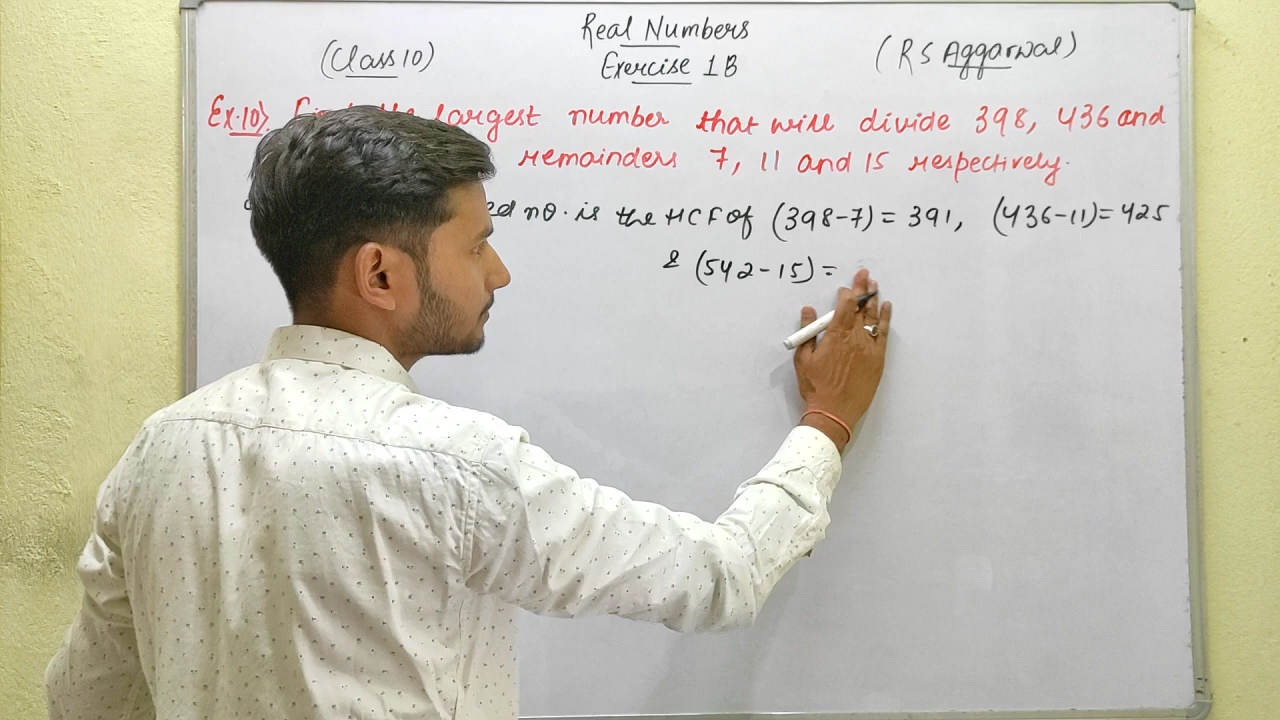 Real Numbers
(Class 10)
Exercise 1B
(RS Aggarwal)
Ex.10) largest number that will divide 398, 436 and
remainders 7, 11 and 15 respectively.
no. is the HCF of (398-7) = 391, (436-11) = 425
& (542-15) =